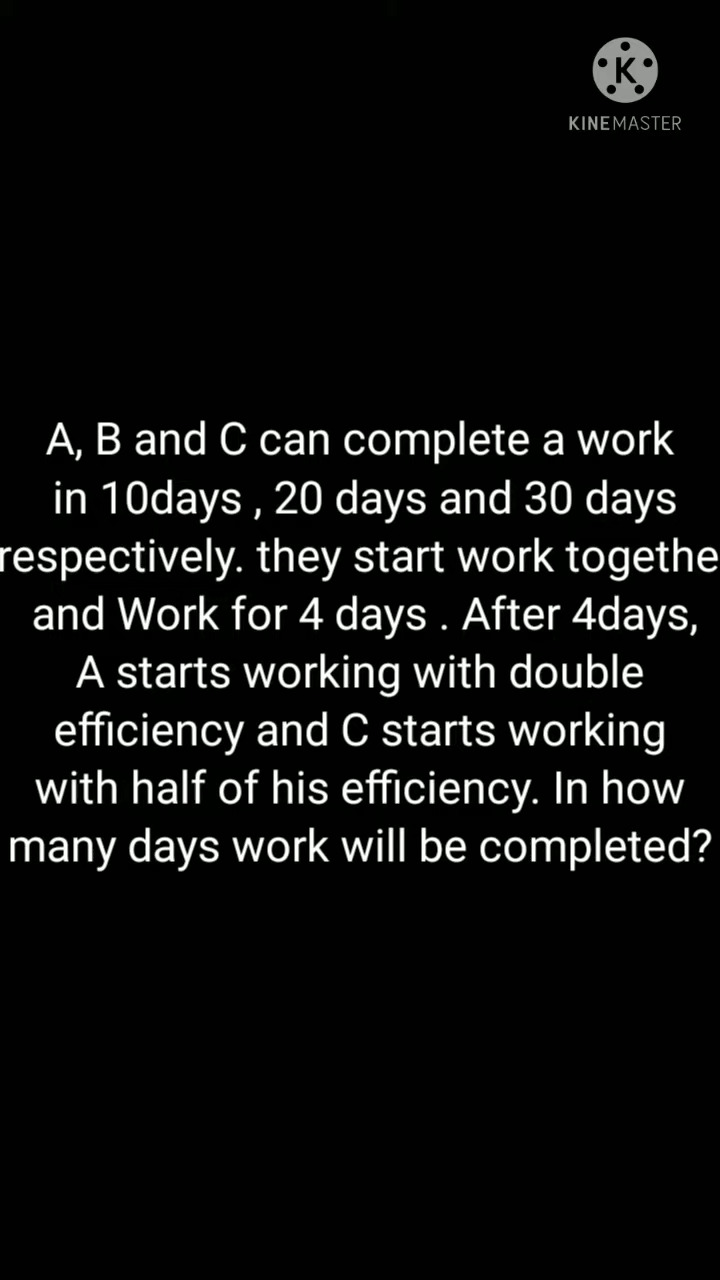 K
KINEMASTER
A, B and C can complete a work
in 10days , 20 days and 30 days
respectively. they start work togethe
and Work for 4 days . After 4days,
A starts working with double
efficiency and C starts working
with half of his efficiency. In how
many days work will be completed?